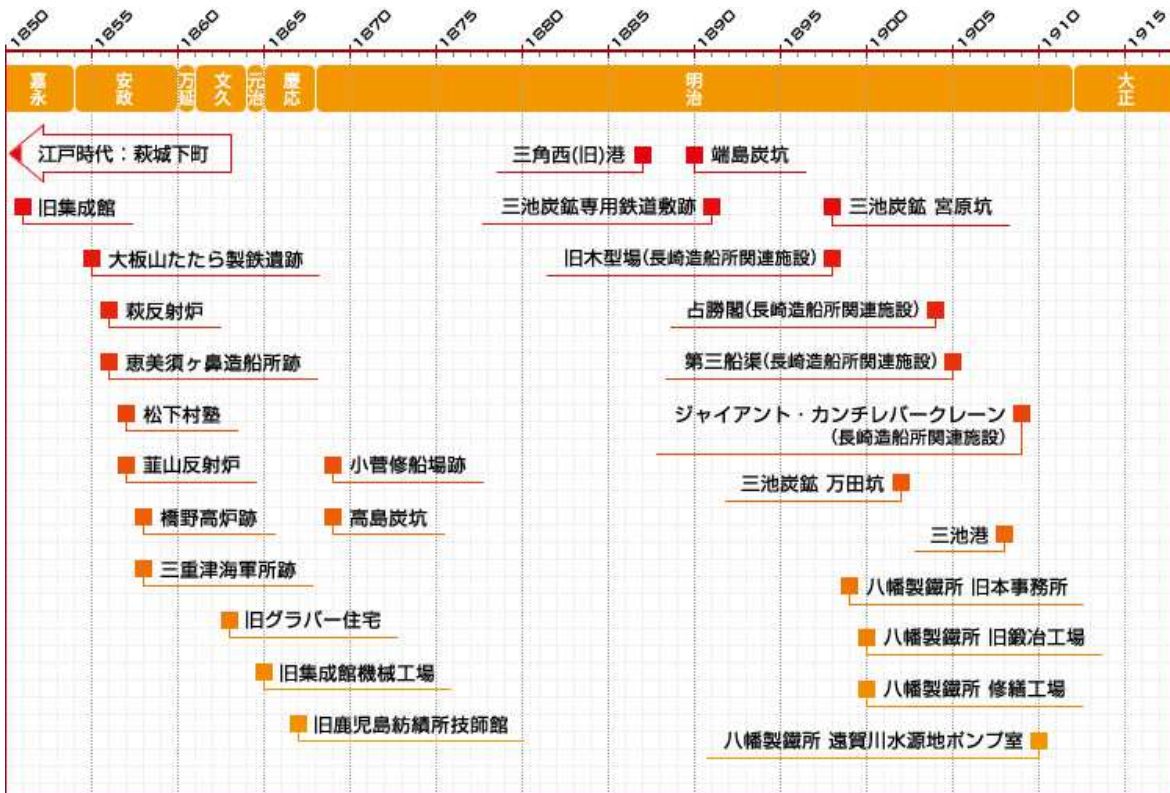 1850 1855 1860 1865 1870 1875 1880 1885 1890 1895 1900 1905 1910 1915
嘉永 安政 万延 文久 元治 慶応 明治 大正
江戸時代：萩城下町
三角西(旧)港
端島炭坑
旧集成館
三池炭鉱専用鉄道敷跡
三池炭鉱 宮原坑
大板山たたら製鉄遺跡
旧木型場(長崎造船所関連施設)
萩反射炉
占勝閣(長崎造船所関連施設)
恵美須ヶ鼻造船所跡
第三船渠(長崎造船所関連施設)
松下村塾
ジャイアント・カンチレバークレーン
(長崎造船所関連施設)
韮山反射炉
小菅修船場跡
三池炭鉱 万田坑
橋野高炉跡
高島炭坑
三池港
三重津海軍所跡
八幡製鐵所 旧本事務所
旧グラバー住宅
八幡製鐵所 旧鍛冶工場
旧集成館機械工場
八幡製鐵所 修繕工場
旧鹿児島紡績所技師館
八幡製鐵所 遠賀川水源地ポンプ室